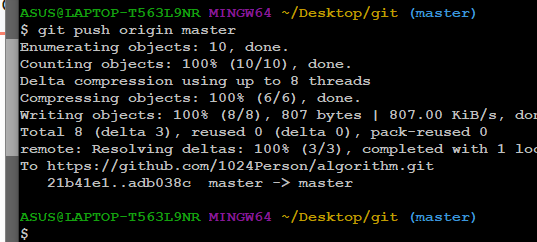 ASUS@LAPTOP-T563L9NR MINGW64 ~/Desktop/git (master)
$ git push origin master
Enumerating objects: 10, done.
Counting objects: 100% (10/10), done.
Delta compression using up to 8 threads
Compressing objects: 100% (6/6), done.
Writing objects: 100% (8/8), 807 bytes | 807.00 KiB/s, don
Total 8 (delta 3), reused 0 (delta 0), pack-reused 0
remote: Resolving deltas: 100% (3/3), completed with 1 loc
To https://github.com/1024Person/algorithm.git
   21b41e1..adb038c  master -> master
ASUS@LAPTOP-T563L9NR MINGW64 ~/Desktop/git (master)
$